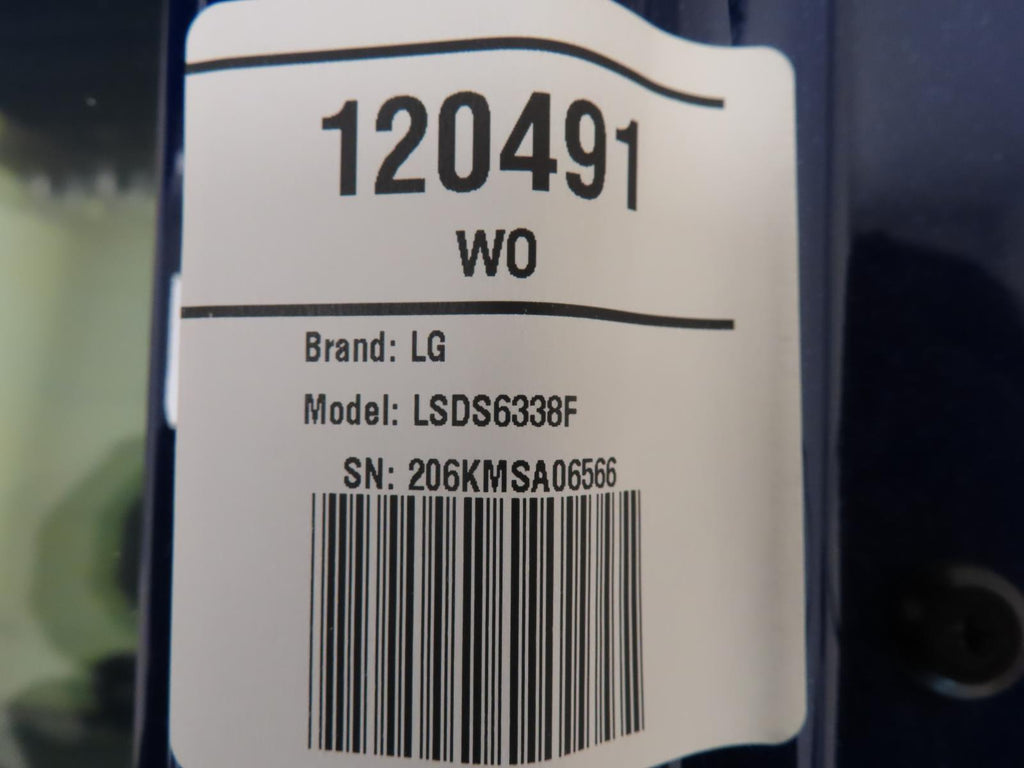 120491
WO
Brand: LG
Model: LSDS6338F
SN: 206KMSA06566